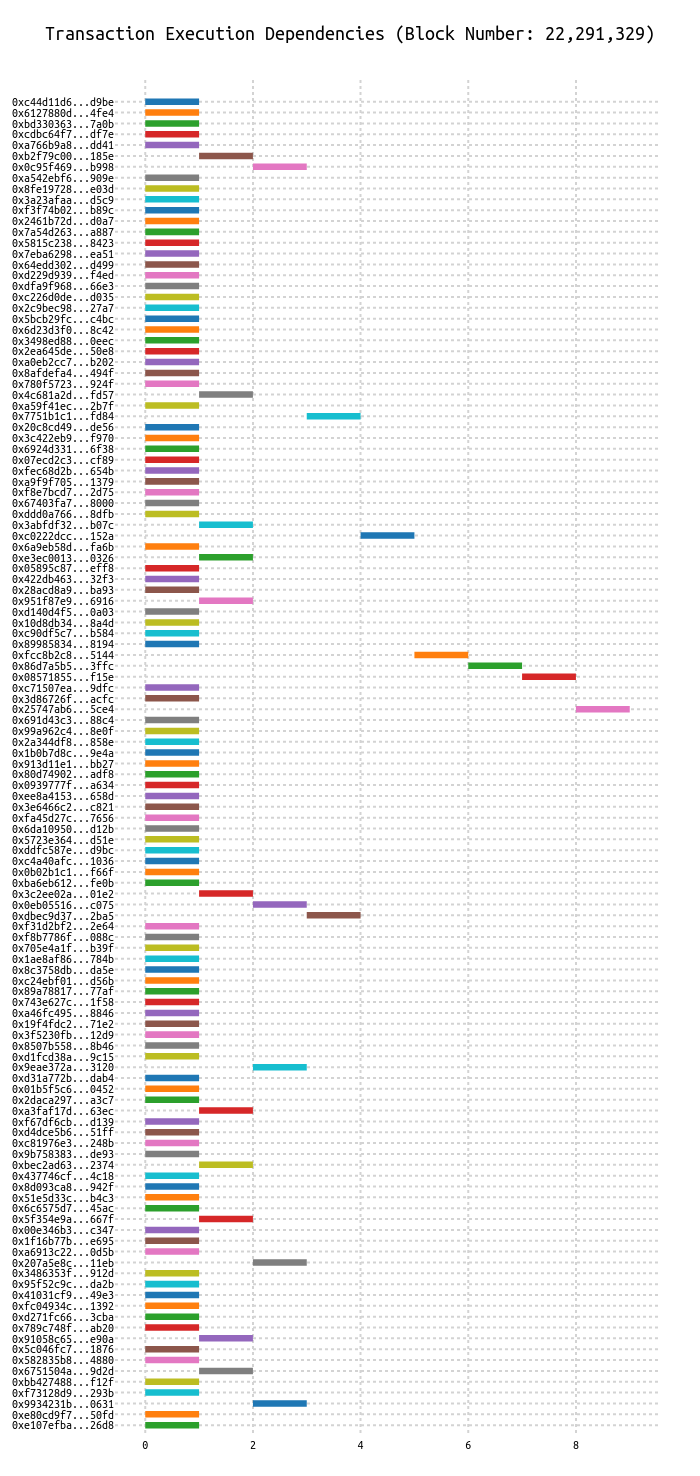 Transaction Execution Dependencies (Block Number: 22,291,329)
0xc44d11d6...d9be
0x6127880d...4fe4
0xbd330363...7a0b
0xcdbc64f7...df7e
0xa766b9a8...dd41
0xb2f79c00...185e
0x0c95f469...b998
0xa542ebf6...909e
0x8fe19728...e03d
0x3a23afaa...d5c9
0xf3f74b02...b89c
0x2461b72d...d0a7
0x7a54d263...a887
0x5815c238...8423
0x7eba6298...ea51
0x64edd302...d499
0xd229d939...f4ed
0xdfa9f968...66e3
0xc226d0de...d035
0x2c9bec98...27a7
0x5bcb29fc...c4bc
0x6d23d3f0...8c42
0x3498ed88...0eec
0x2ea645de...50e8
0xa0eb2cc7...b202
0x8afdefa4...494f
0x780f5723...924f
0x4c681a2d...fd57
0xa59f41ec...2b7f
0x7751b1c1...fd84
0x20c8cd49...de56
0x3c422eb9...f970
0x6924d331...6f38
0x07ecd2c3...cf89
0xfec68d2b...654b
0xa9f9f705...1379
0xf8e7bcd7...2d75
0x67403fa7...8000
0xddd0a766...8dfb
0x3abfdf32...b07c
0xc0222dcc...152a
0x6a9eb58d...fa6b
0xe3ec0013...0326
0x05895c87...eff8
0x422db463...32f3
0x28acd8a9...ba93
0x951f87e9...6916
0xd140d4f5...0a03
0x10d8db34...8a4d
0xc90df5c7...b584
0x89985834...8194
0xfcc8b2c8...5144
0x86d7a5b5...3ffc
0x08571855...f15e
0xc71507ea...9dfc
0x3d86726f...acfc
0x25747ab6...5ce4
0x691d43c3...88c4
0x99a962c4...8e0f
0x2a344df8...858e
0x1b0b7d8c...9e4a
0x913d11e1...bb27
0x80d74902...adf8
0x0939777f...a634
0xee8a4153...658d
0x3e6466c2...c821
0xfa45d27c...7656
0x6da10950...d12b
0x5723e364...d51e
0xddfc587e...d9bc
0xc4a40afc...1036
0x0b02b1c1...f66f
0xba6eb612...fe0b
0x3c2ee02a...01e2
0x0eb05516...c075
0xdbec9d37...2ba5
0xf31d2bf2...2e64
0xf8b7786f...088c
0x705e4a1f...b39f
0x1ae8af86...784b
0x8c3758db...da5e
0xc24ebf01...d56b
0x89a78817...77af
0x743e627c...1f58
0xa46fc495...8846
0x19f4fdc2...71e2
0x3f5230fb...12d9
0x8507b558...8b46
0xd1fcd38a...9c15
0x9eae372a...3120
0xd31a772b...dab4
0x01b5f5c6...0452
0x2daca297...a3c7
0xa3faf17d...63ec
0xf67df6cb...d139
0xd4dce5b6...51ff
0xc81976e3...248b
0x9b758383...de93
0xbec2ad63...2374
0x437746cf...4c18
0x8d093ca8...942f
0x51e5d33c...b4c3
0x6c6575d7...45ac
0x5f354e9a...667f
0x00e346b3...c347
0x1f16b77b...e695
0xa6913c22...0d5b
0x207a5e8c...11eb
0x3486353f...912d
0x95f52c9c...da2b
0x41031cf9...49e3
0xfc04934c...1392
0xd271fc66...3cba
0x789c748f...ab20
0x91058c65...e90a
0x5c046fc7...1876
0x582835b8...4880
0x6751504a...9d2d
0xbb427488...f12f
0xf73128d9...293b
0x9934231b...0631
0xe80cd9f7...50fd
0xe107efba...26d8
0 2 4 6 8